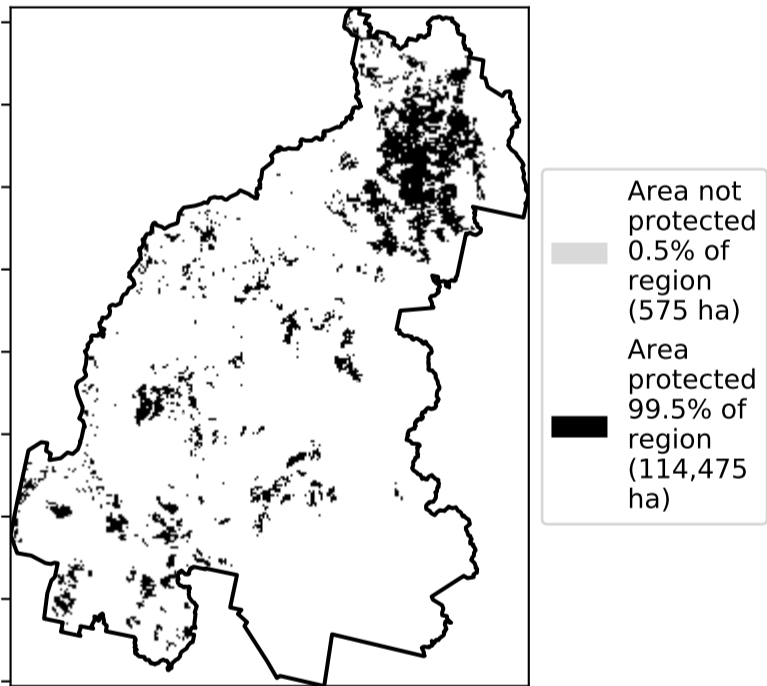 Area not
protected
0.5% of
region
(575 ha)
Area
protected
99.5% of
region
(114,475
ha)